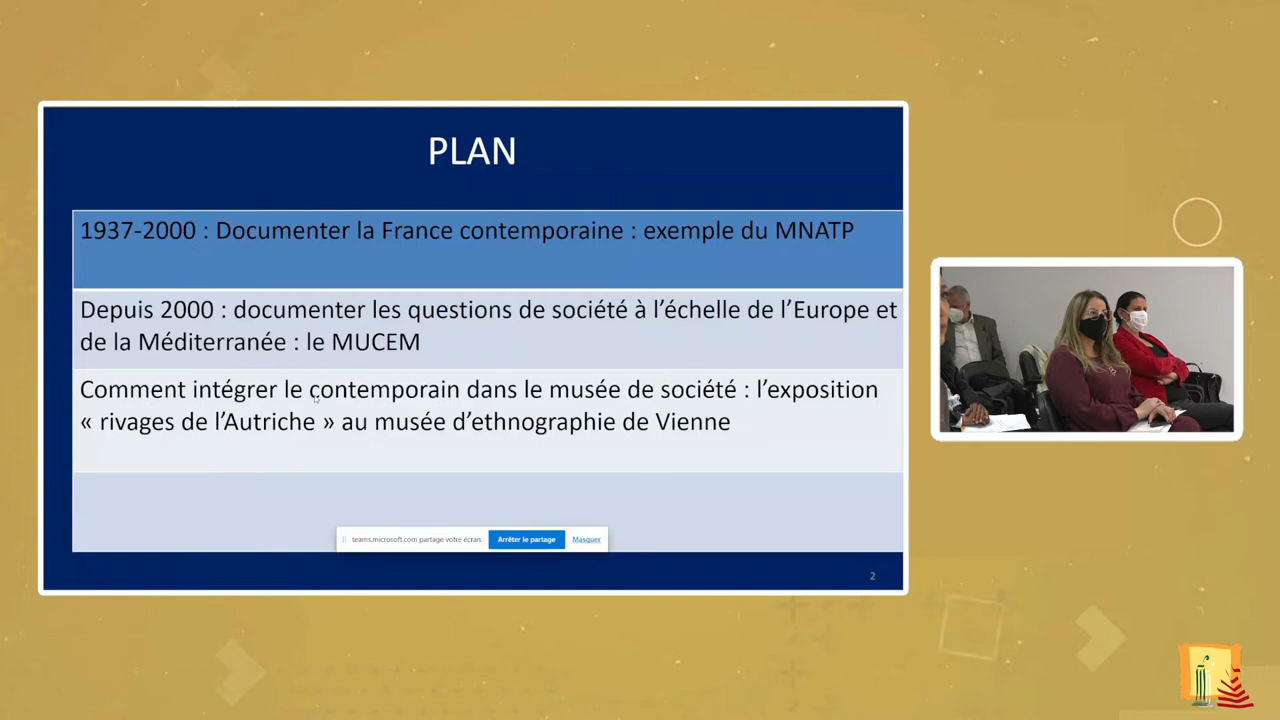 PLAN
1937-2000 : Documenter la France contemporaine : exemple du MNATP
Depuis 2000 : documenter les questions de société à l’échelle de l’Europe et
de la Méditerranée : le MUCEM
Comment intégrer le contemporain dans le musée de société : l’exposition
« rivages de l’Autriche » au musée d’ethnographie de Vienne
teams.microsoft.com partage votre écran. Arrêter le partage Masquer
2